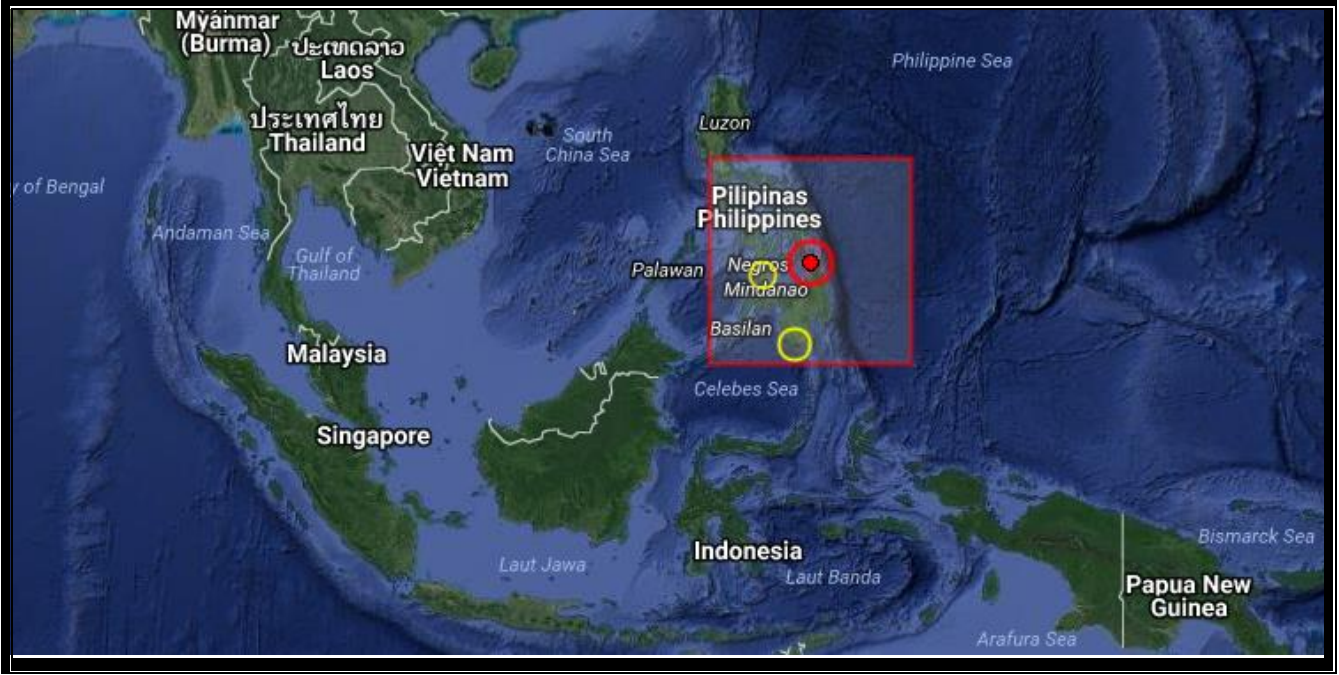 Myanmar
(Burma)
ປະເທດລາວ
Laos
ประเทศไทย
Thailand
Việt Nam
Vietnam
South
China Sea
Philippine Sea
Luzon
y of Bengal
Andaman Sea
Gulf of
Thailand
Pilipinas
Philippines
Palawan
Negros
Mindanao
Basilan
Malaysia
Celebes Sea
Singapore
Indonesia
Laut Jawa
Laut Banda
Bismarck Sea
Papua New
Guinea
Arafura Sea